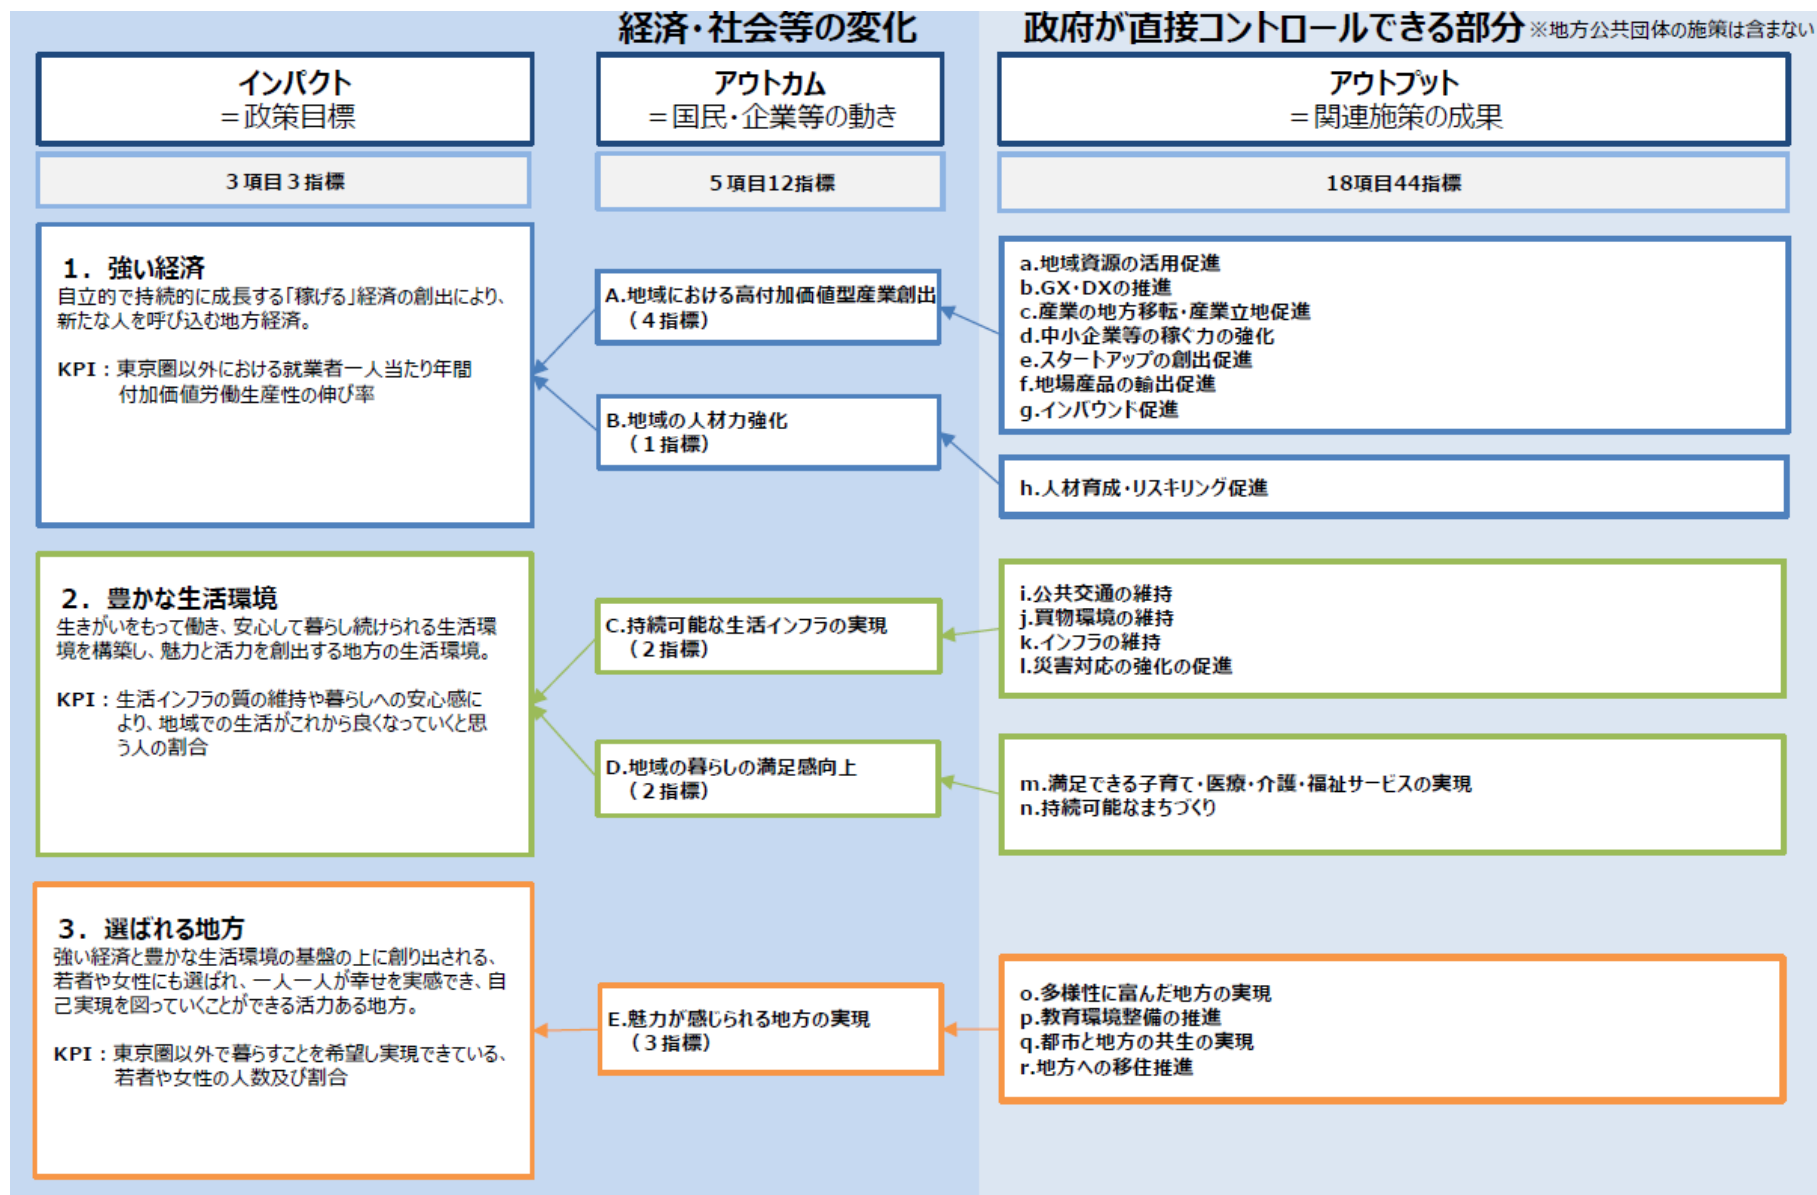 経済・社会等の変化
政府が直接コントロールできる部分 ※地方公共団体の施策は含まない
インパクト
＝政策目標
アウトカム
＝国民・企業等の動き
アウトプット
＝関連施策の成果
３項目３指標
５項目12指標
18項目44指標
１．強い経済
自立的で持続的に成長する「稼げる」経済の創出により、
新たな人を呼び込む地方経済。
KPI：東京圏以外における就業者一人当たり年間
付加価値労働生産性の伸び率
A.地域における高付加価値型産業創出
（４指標）
B.地域の人材力強化
（１指標）
a.地域資源の活用促進
b.GX・DXの推進
c.産業の地方移転・産業立地促進
d.中小企業等の稼ぐ力の強化
e.スタートアップの創出促進
f.地場産品の輸出促進
g.インバウンド促進
h.人材育成・リスキリング促進
２．豊かな生活環境
生きがいをもって働き、安心して暮らし続けられる生活環
境を構築し、魅力と活力を創出する地方の生活環境。
KPI：生活インフラの質の維持や暮らしへの安心感に
より、地域での生活がこれから良くなっていくと思
う人の割合
C.持続可能な生活インフラの実現
（２指標）
D.地域の暮らしの満足感向上
（２指標）
i.公共交通の維持
j.買物環境の維持
k.インフラの維持
l.災害対応の強化の促進
m.満足できる子育て・医療・介護・福祉サービスの実現
n.持続可能なまちづくり
３．選ばれる地方
強い経済と豊かな生活環境の基盤の上に創り出される、
若者や女性にも選ばれ、一人一人が幸せを実感でき、自
己実現を図っていくことができる活力ある地方。
KPI：東京圏以外で暮らすことを希望し実現できている、
若者や女性の人数及び割合
E.魅力が感じられる地方の実現
（３指標）
o.多様性に富んだ地方の実現
p.教育環境整備の推進
q.都市と地方の共生の実現
r.地方への移住推進